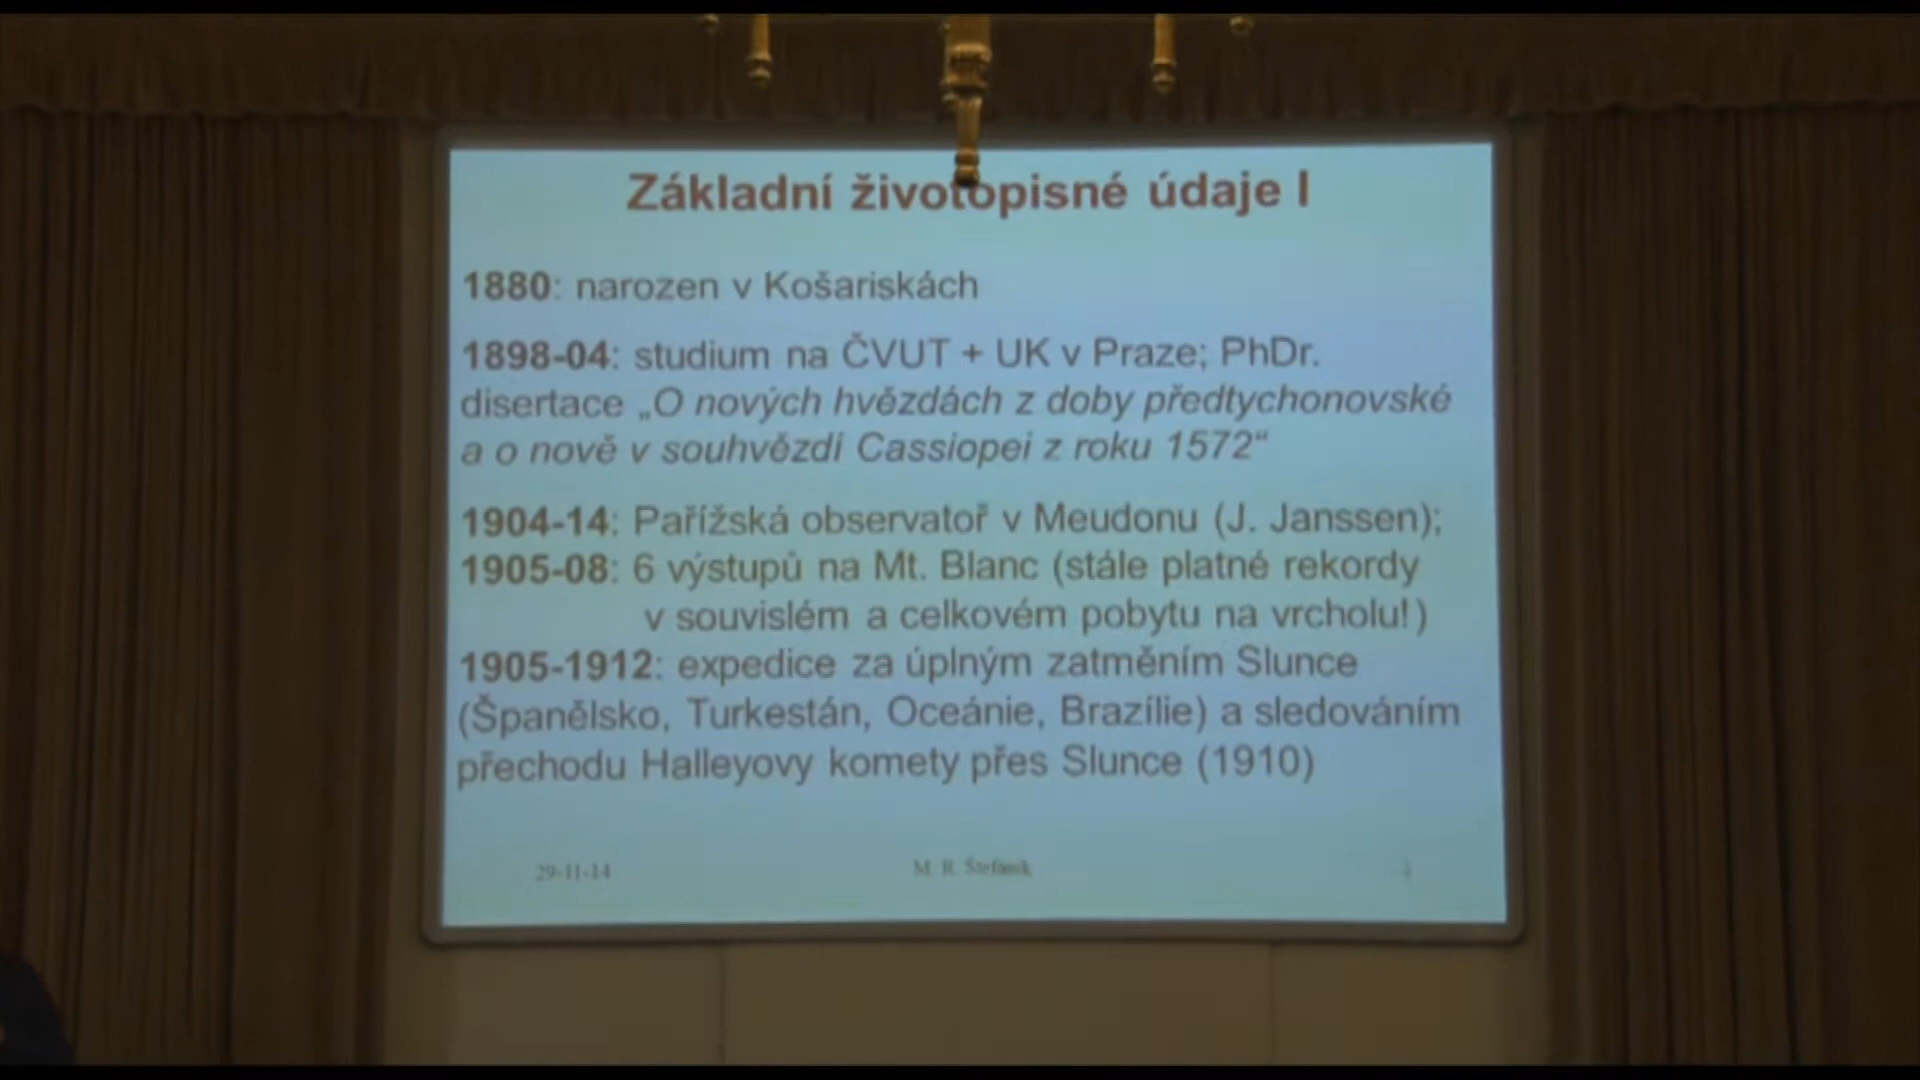 Základní životopisné údaje I
1880: narozen v Košariskách
1898-04: studium na ČVUT + UK v Praze; PhDr.
disertace „O nových hvězdách z doby předtychonovské
a o nově v souhvězdí Cassiopei z roku 1572“
1904-14: Pařížská observatoř v Meudonu (J. Janssen);
1905-08: 6 výstupů na Mt. Blanc (stále platné rekordy
v souvislém a celkovém pobytu na vrcholu!)
1905-1912: expedice za úplným zatměním Slunce
(Španělsko, Turkestán, Oceánie, Brazílie) a sledováním
přechodu Halleyovy komety přes Slunce (1910)
29-11-14
M. R. Štefánik